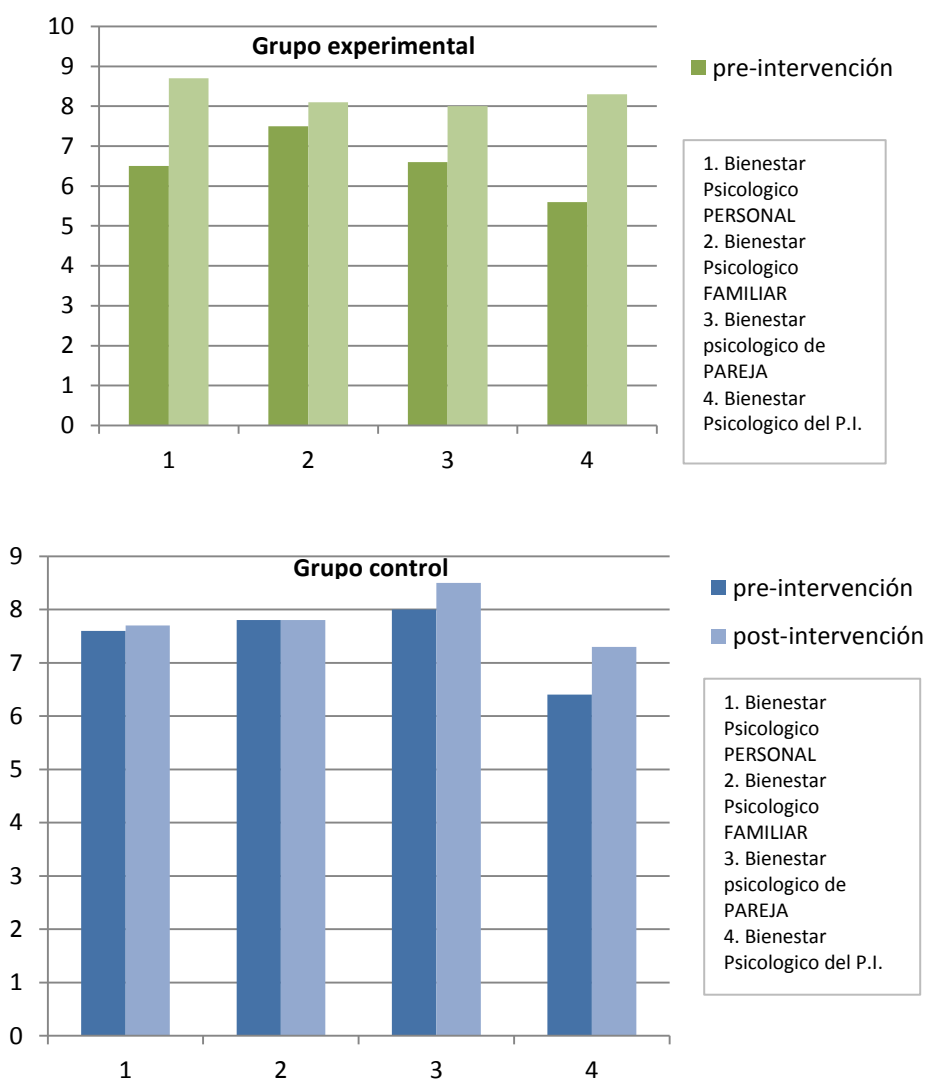 10
9
8
7
6
5
4
3
2
1
0
Grupo experimental
1 2 3 4
pre-intervención
1. Bienestar
Psicologico
PERSONAL
2. Bienestar
Psicologico
FAMILIAR
3. Bienestar
psicologico de
PAREJA
4. Bienestar
Psicologico del P.I.
9
8
7
6
5
4
3
2
1
0
Grupo control
1 2 3 4
pre-intervención
post-intervención
1. Bienestar
Psicologico
PERSONAL
2. Bienestar
Psicologico
FAMILIAR
3. Bienestar
psicologico de
PAREJA
4. Bienestar
Psicologico del P.I.